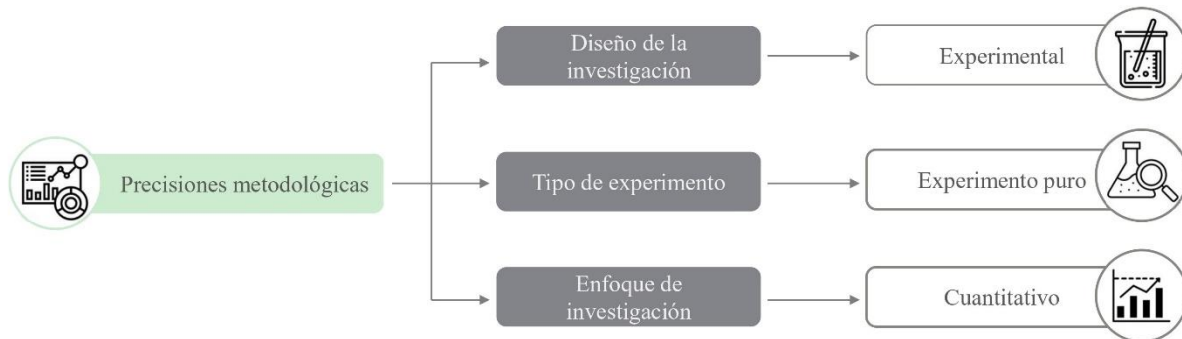 Precisiones metodológicas
Diseño de la
investigación
Experimental
Tipo de experimento
Experimento puro
Enfoque de
investigación
Cuantitativo